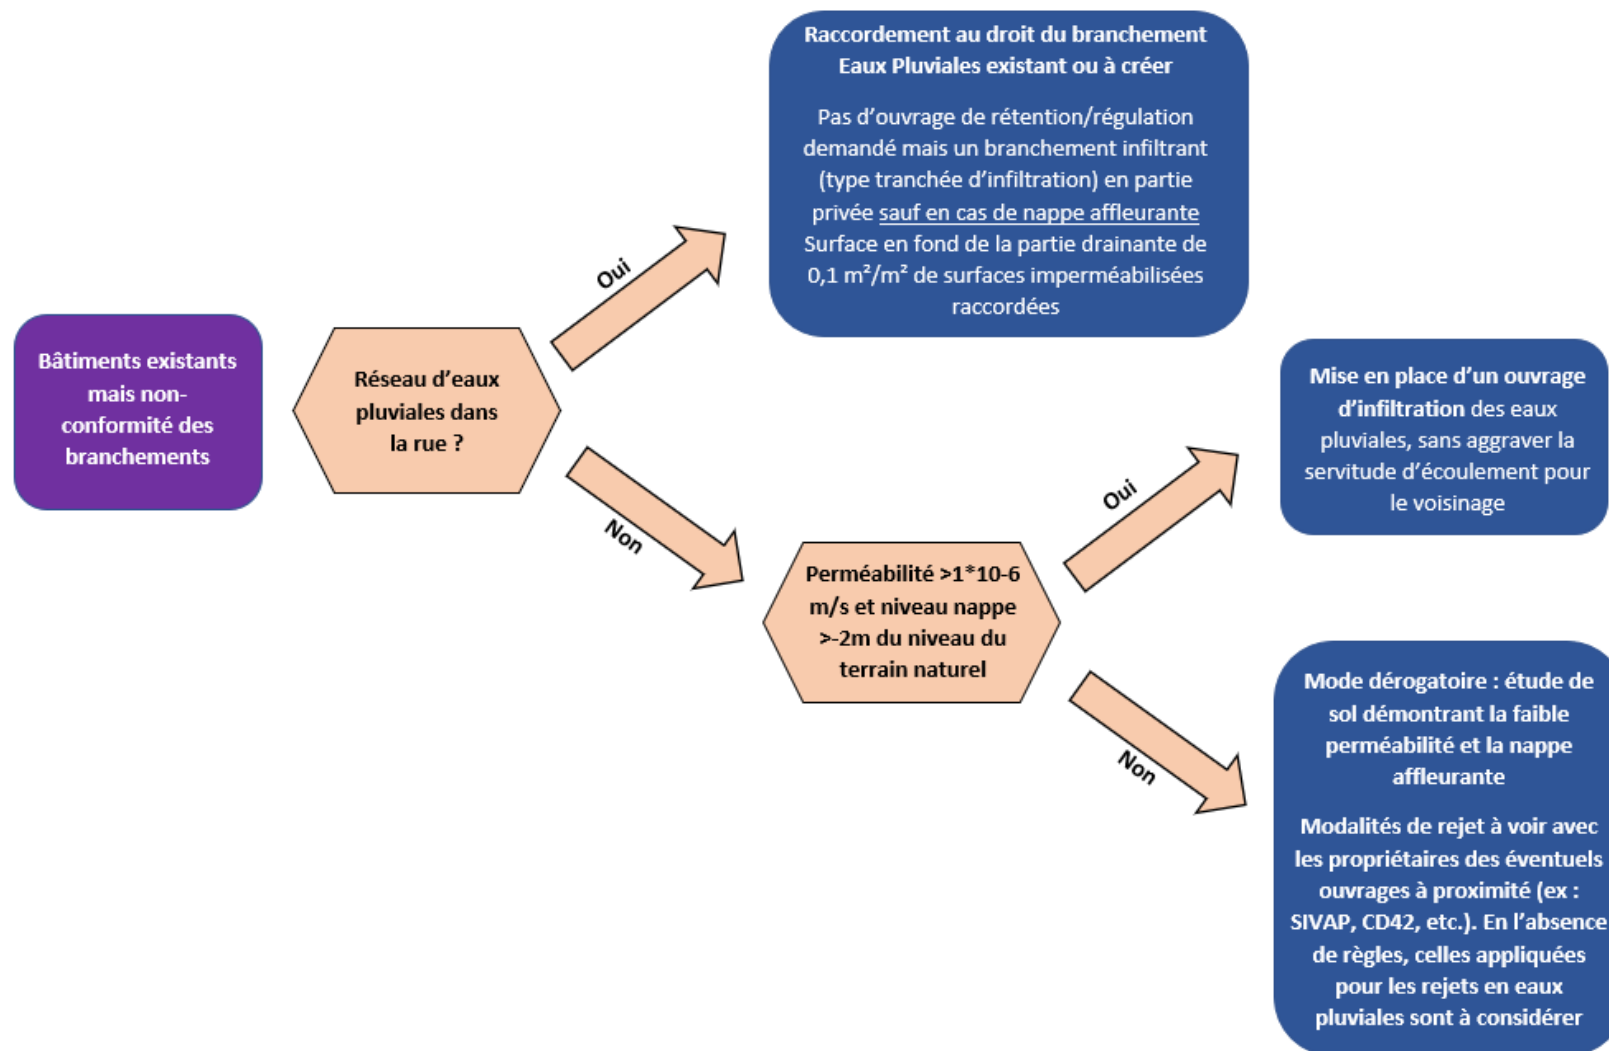 Bâtiments existants
mais non-
conformité des
branchements
Réseau d’eaux
pluviales dans
la rue ?
Oui
Raccordement au droit du branchement
Eaux Pluviales existant ou à créer
Pas d’ouvrage de rétention/régulation
demandé mais un branchement infiltrant
(type tranchée d’infiltration) en partie
privée sauf en cas de nappe affleurante
Surface en fond de la partie drainante de
0,1 m²/m² de surfaces imperméabilisées
raccordées
Non
Perméabilité >1*10-6
m/s et niveau nappe
>-2m du niveau du
terrain naturel
Oui
Mise en place d’un ouvrage
d’infiltration des eaux
pluviales, sans aggraver la
servitude d’écoulement pour
le voisinage
Non
Mode dérogatoire : étude de
sol démontrant la faible
perméabilité et la nappe
affleurante
Modalités de rejet à voir avec
les propriétaires des éventuels
ouvrages à proximité (ex :
SIVAP, CD42, etc.). En l’absence
de règles, celles appliquées
pour les rejets en eaux
pluviales sont à considérer